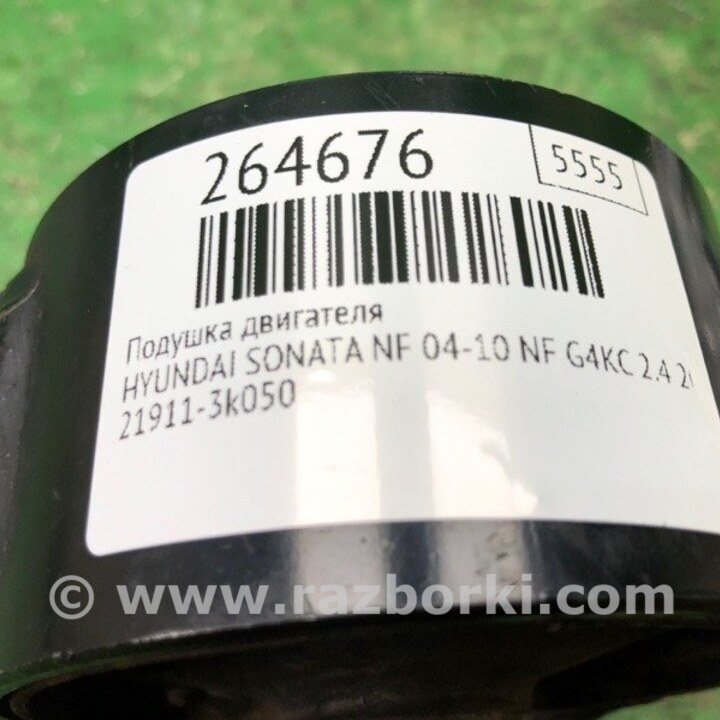 264676
5555
Подушка двигателя
HYUNDAI SONATA NF 04-10 NF G4KC 2.4
21911-3k050
© www.razborki.com